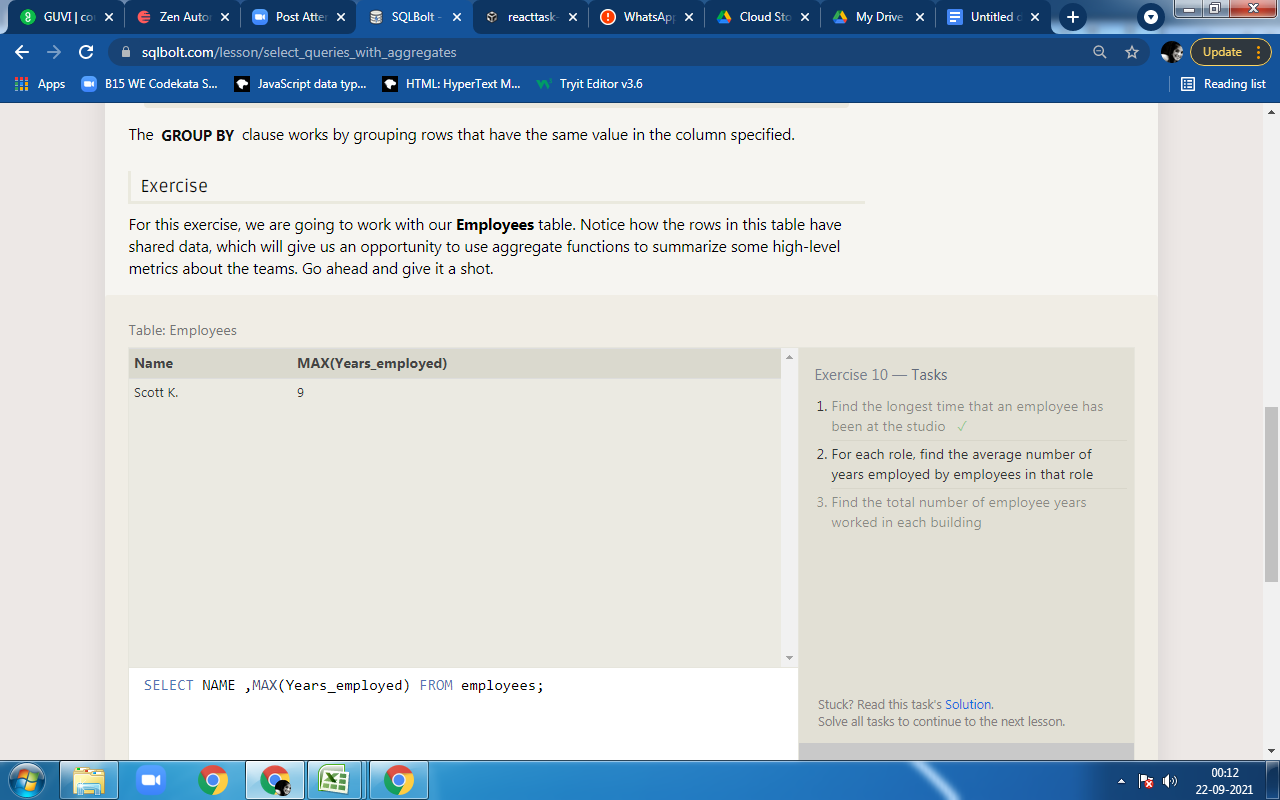 GUVI | co
Zen Auto
Post Atte
SQLBolt -
reacttask-
WhatsAp
Cloud Sto
My Drive
Untitled
sqlbolt.com/lesson/select_queries_with_aggregates
Update
Apps
B15 WE Codekata S...
JavaScript data typ...
HTML: HyperText M...
Tryit Editor v3.6
Reading list
The GROUP BY clause works by grouping rows that have the same value in the column specified.
Exercise
For this exercise, we are going to work with our Employees table. Notice how the rows in this table have
shared data, which will give us an opportunity to use aggregate functions to summarize some high-level
metrics about the teams. Go ahead and give it a shot.
Table: Employees
Name MAX(Years_employed)
Scott K. 9
Exercise 10 — Tasks
1. Find the longest time that an employee has
been at the studio ✓
2. For each role, find the average number of
years employed by employees in that role
3. Find the total number of employee years
worked in each building
SELECT NAME ,MAX(Years_employed) FROM employees;
Stuck? Read this task's Solution.
Solve all tasks to continue to the next lesson.
00:12
22-09-2021